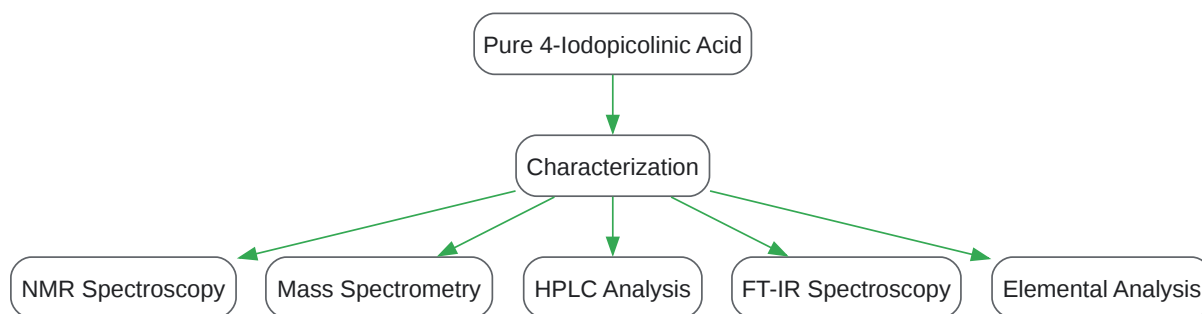 Pure 4-Iodopicolinic Acid
Characterization
NMR Spectroscopy
Mass Spectrometry
HPLC Analysis
FT-IR Spectroscopy
Elemental Analysis